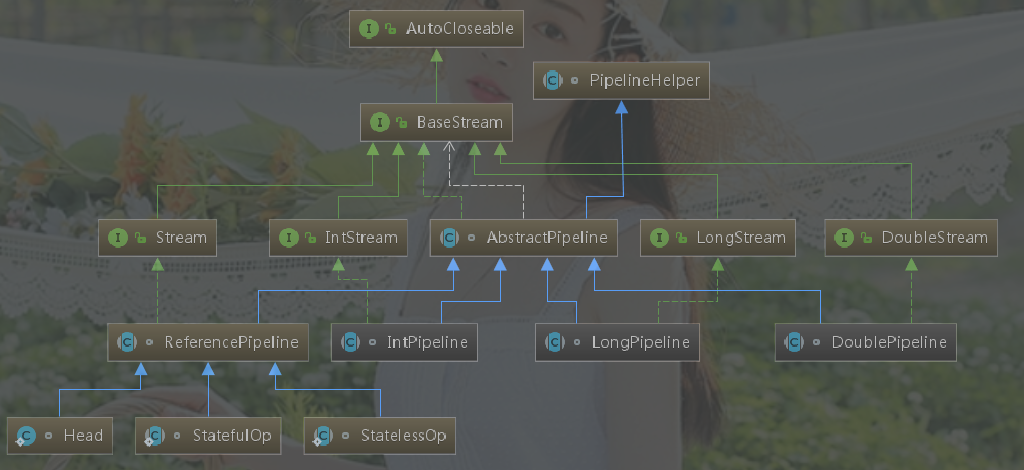 AutoCloseable
PipelineHelper
BaseStream
Stream
IntStream
AbstractPipeline
LongStream
DoubleStream
ReferencePipeline
IntPipeline
LongPipeline
DoublePipeline
Head
StatefulOp
StatelessOp